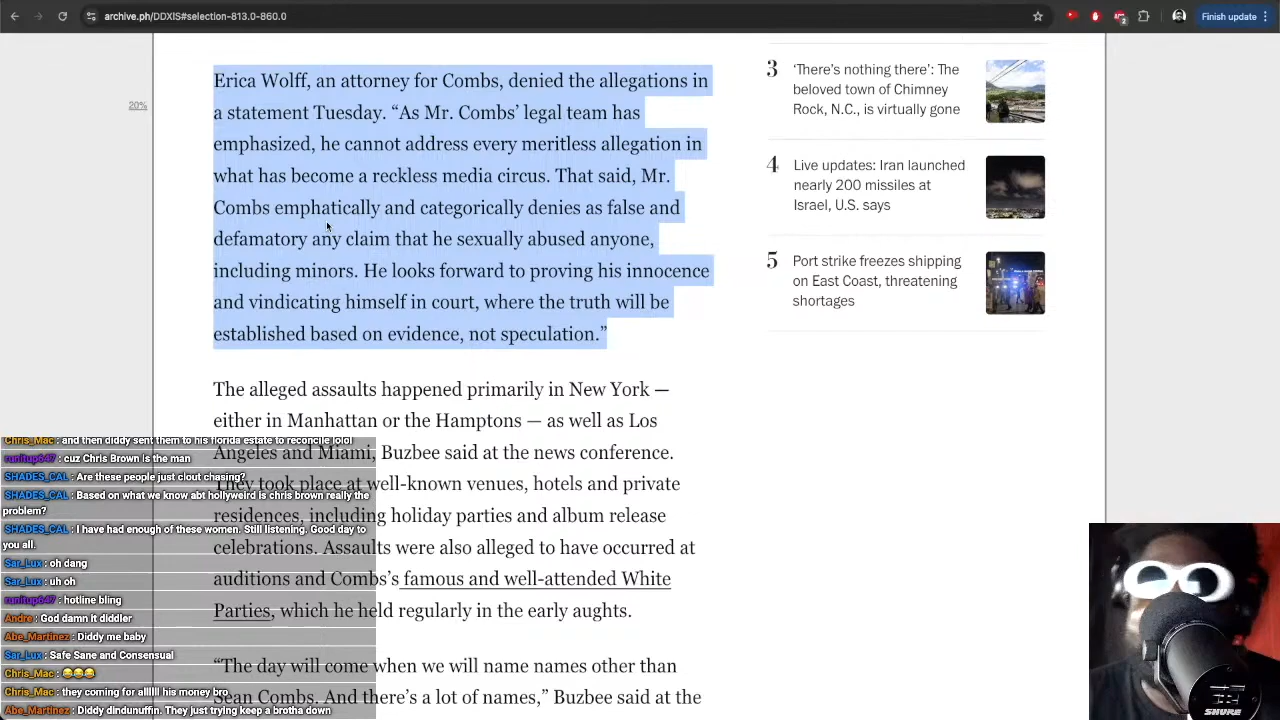 archive.ph/DDXIS#selection-813.0-860.0
2
Finish update
20%
Erica Wolff, an attorney for Combs, denied the allegations in
a statement Tuesday. “As Mr. Combs’ legal team has
emphasized, he cannot address every meritless allegation in
what has become a reckless media circus. That said, Mr.
Combs emphatically and categorically denies as false and
defamatory any claim that he sexually abused anyone,
including minors. He looks forward to proving his innocence
and vindicating himself in court, where the truth will be
established based on evidence, not speculation.”
The alleged assaults happened primarily in New York —
either in Manhattan or the Hamptons — as well as Los
Angeles and Miami, Buzbee said at the news conference.
They took place at well-known venues, hotels and private
residences, including holiday parties and album release
celebrations. Assaults were also alleged to have occurred at
auditions and Combs’s famous and well-attended White
Parties, which he held regularly in the early aughts.
“The day will come when we will name names other than
Sean Combs. And there’s a lot of names,” Buzbee said at the
3
‘There’s nothing there’: The
beloved town of Chimney
Rock, N.C., is virtually gone
4
Live updates: Iran launched
nearly 200 missiles at
Israel, U.S. says
5
Port strike freezes shipping
on East Coast, threatening
shortages
Chris_Mac : and then diddy sent them to his florida estate to reconcile lolol
runitup647 : cuz Chris Brown is the man
SHADES_CAL : Are these people just clout chasing?
SHADES_CAL : Based on what we know abt hollyweird is chris brown really the
problem?
SHADES_CAL : I have had enough of these women. Still listening. Good day to
you all.
Sar_Lux : oh dang
Sar_Lux : uh oh
runitup647 : hotline bling
Andre : God damn it diddler
Abe_Martinez : Diddy me baby
Sar_Lux : Safe Sane and Consensual
Chris_Mac : 😂😂😂
Chris_Mac : they coming for allllll his money bro
Abe_Martinez : Diddy dindunuffin. They just trying keep a brotha down
SHURE